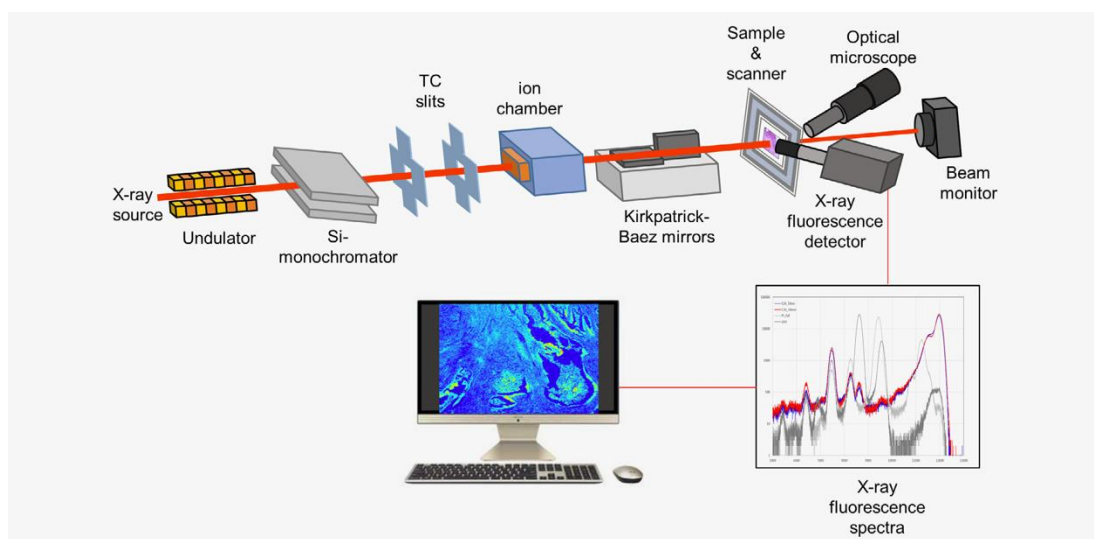 X-ray
source
Undulator
Si-
monochromator
TC
slits
ion
chamber
Kirkpatrick-
Baez mirrors
Sample
&
scanner
Optical
microscope
X-ray
fluorescence
detector
Beam
monitor
X-ray
fluorescence
spectra